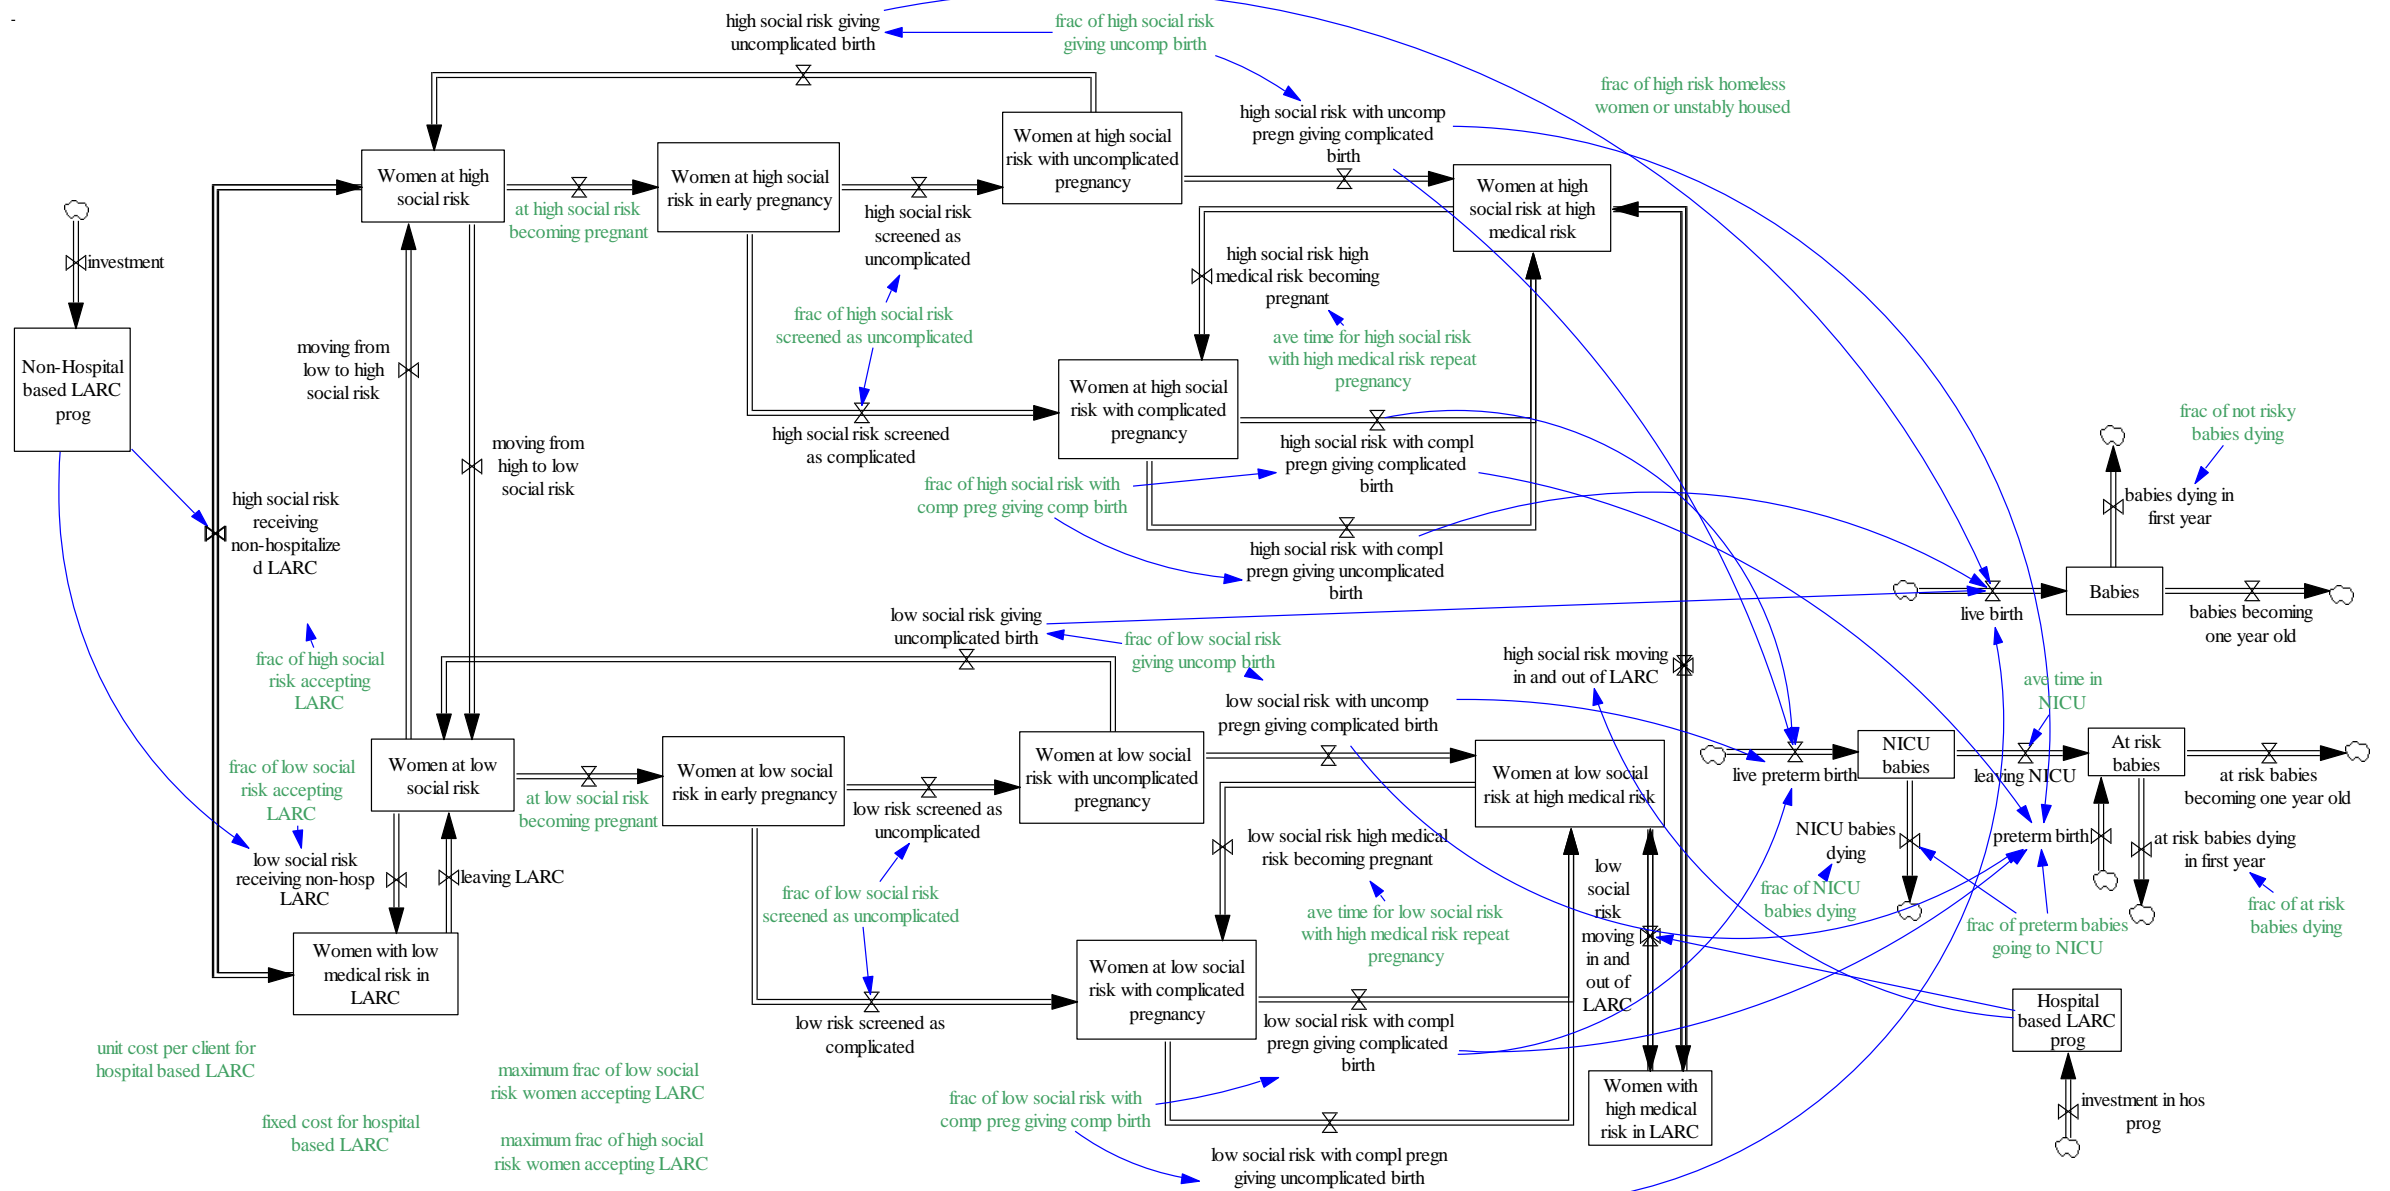 -
high social risk giving
uncomplicated birth
frac of high social risk
giving uncomp birth
frac of high risk homeless
women or unstably housed
high social risk with uncomp
pregn giving complicated
birth
Women at high
social risk
at high social risk
becoming pregnant
Women at high social
risk in early pregnancy
high social risk
screened as
uncomplicated
Women at high social
risk with uncomplicated
pregnancy
Women at high
social risk at high
medical risk
investment
Non-Hospital
based LARC
prog
moving from
low to high
social risk
moving from
high to low
social risk
frac of high social risk
screened as uncomplicated
high social risk high
medical risk becoming
pregnant
ave time for high social risk
with high medical risk repeat
pregnancy
Women at high social
risk with complicated
pregnancy
high social risk screened
as complicated
high social risk with compl
pregn giving complicated
birth
frac of high social risk with
comp preg giving comp birth
high social risk with compl
pregn giving uncomplicated
birth
frac of not risky
babies dying
babies dying in
first year
Babies
live birth
babies becoming
one year old
high social risk
receiving
non-hospitalize
d LARC
frac of high social
risk accepting
LARC
low social risk giving
uncomplicated birth
frac of low social risk
giving uncomp birth
low social risk with uncomp
pregn giving complicated birth
high social risk moving
in and out of LARC
ave time in
NICU
frac of low social
risk accepting
LARC
low social risk
receiving non-hosp
LARC
Women at low
social risk
leaving LARC
at low social risk
becoming pregnant
Women at low social
risk in early pregnancy
low risk screened as
uncomplicated
Women at low social
risk with uncomplicated
pregnancy
Women at low social
risk at high medical risk
live preterm birth
NICU
babies
leaving NICU
At risk
babies
at risk babies
becoming one year old
NICU babies
dying
preterm birth
at risk babies dying
in first year
frac of NICU
babies dying
frac of preterm babies
going to NICU
frac of at risk
babies dying
low social risk high medical
risk becoming pregnant
ave time for low social risk
with high medical risk repeat
pregnancy
low
social
risk
moving
in and
out of
LARC
frac of low social risk
screened as uncomplicated
Women with low
medical risk in
LARC
low risk screened as
complicated
Women at low social
risk with complicated
pregnancy
low social risk with compl
pregn giving complicated
birth
frac of low social risk with
comp preg giving comp birth
low social risk with compl pregn
giving uncomplicated birth
Women with
high medical
risk in LARC
Hospital
based LARC
prog
investment in hos
prog
unit cost per client for
hospital based LARC
fixed cost for hospital
based LARC
maximum frac of low social
risk women accepting LARC
maximum frac of high social
risk women accepting LARC